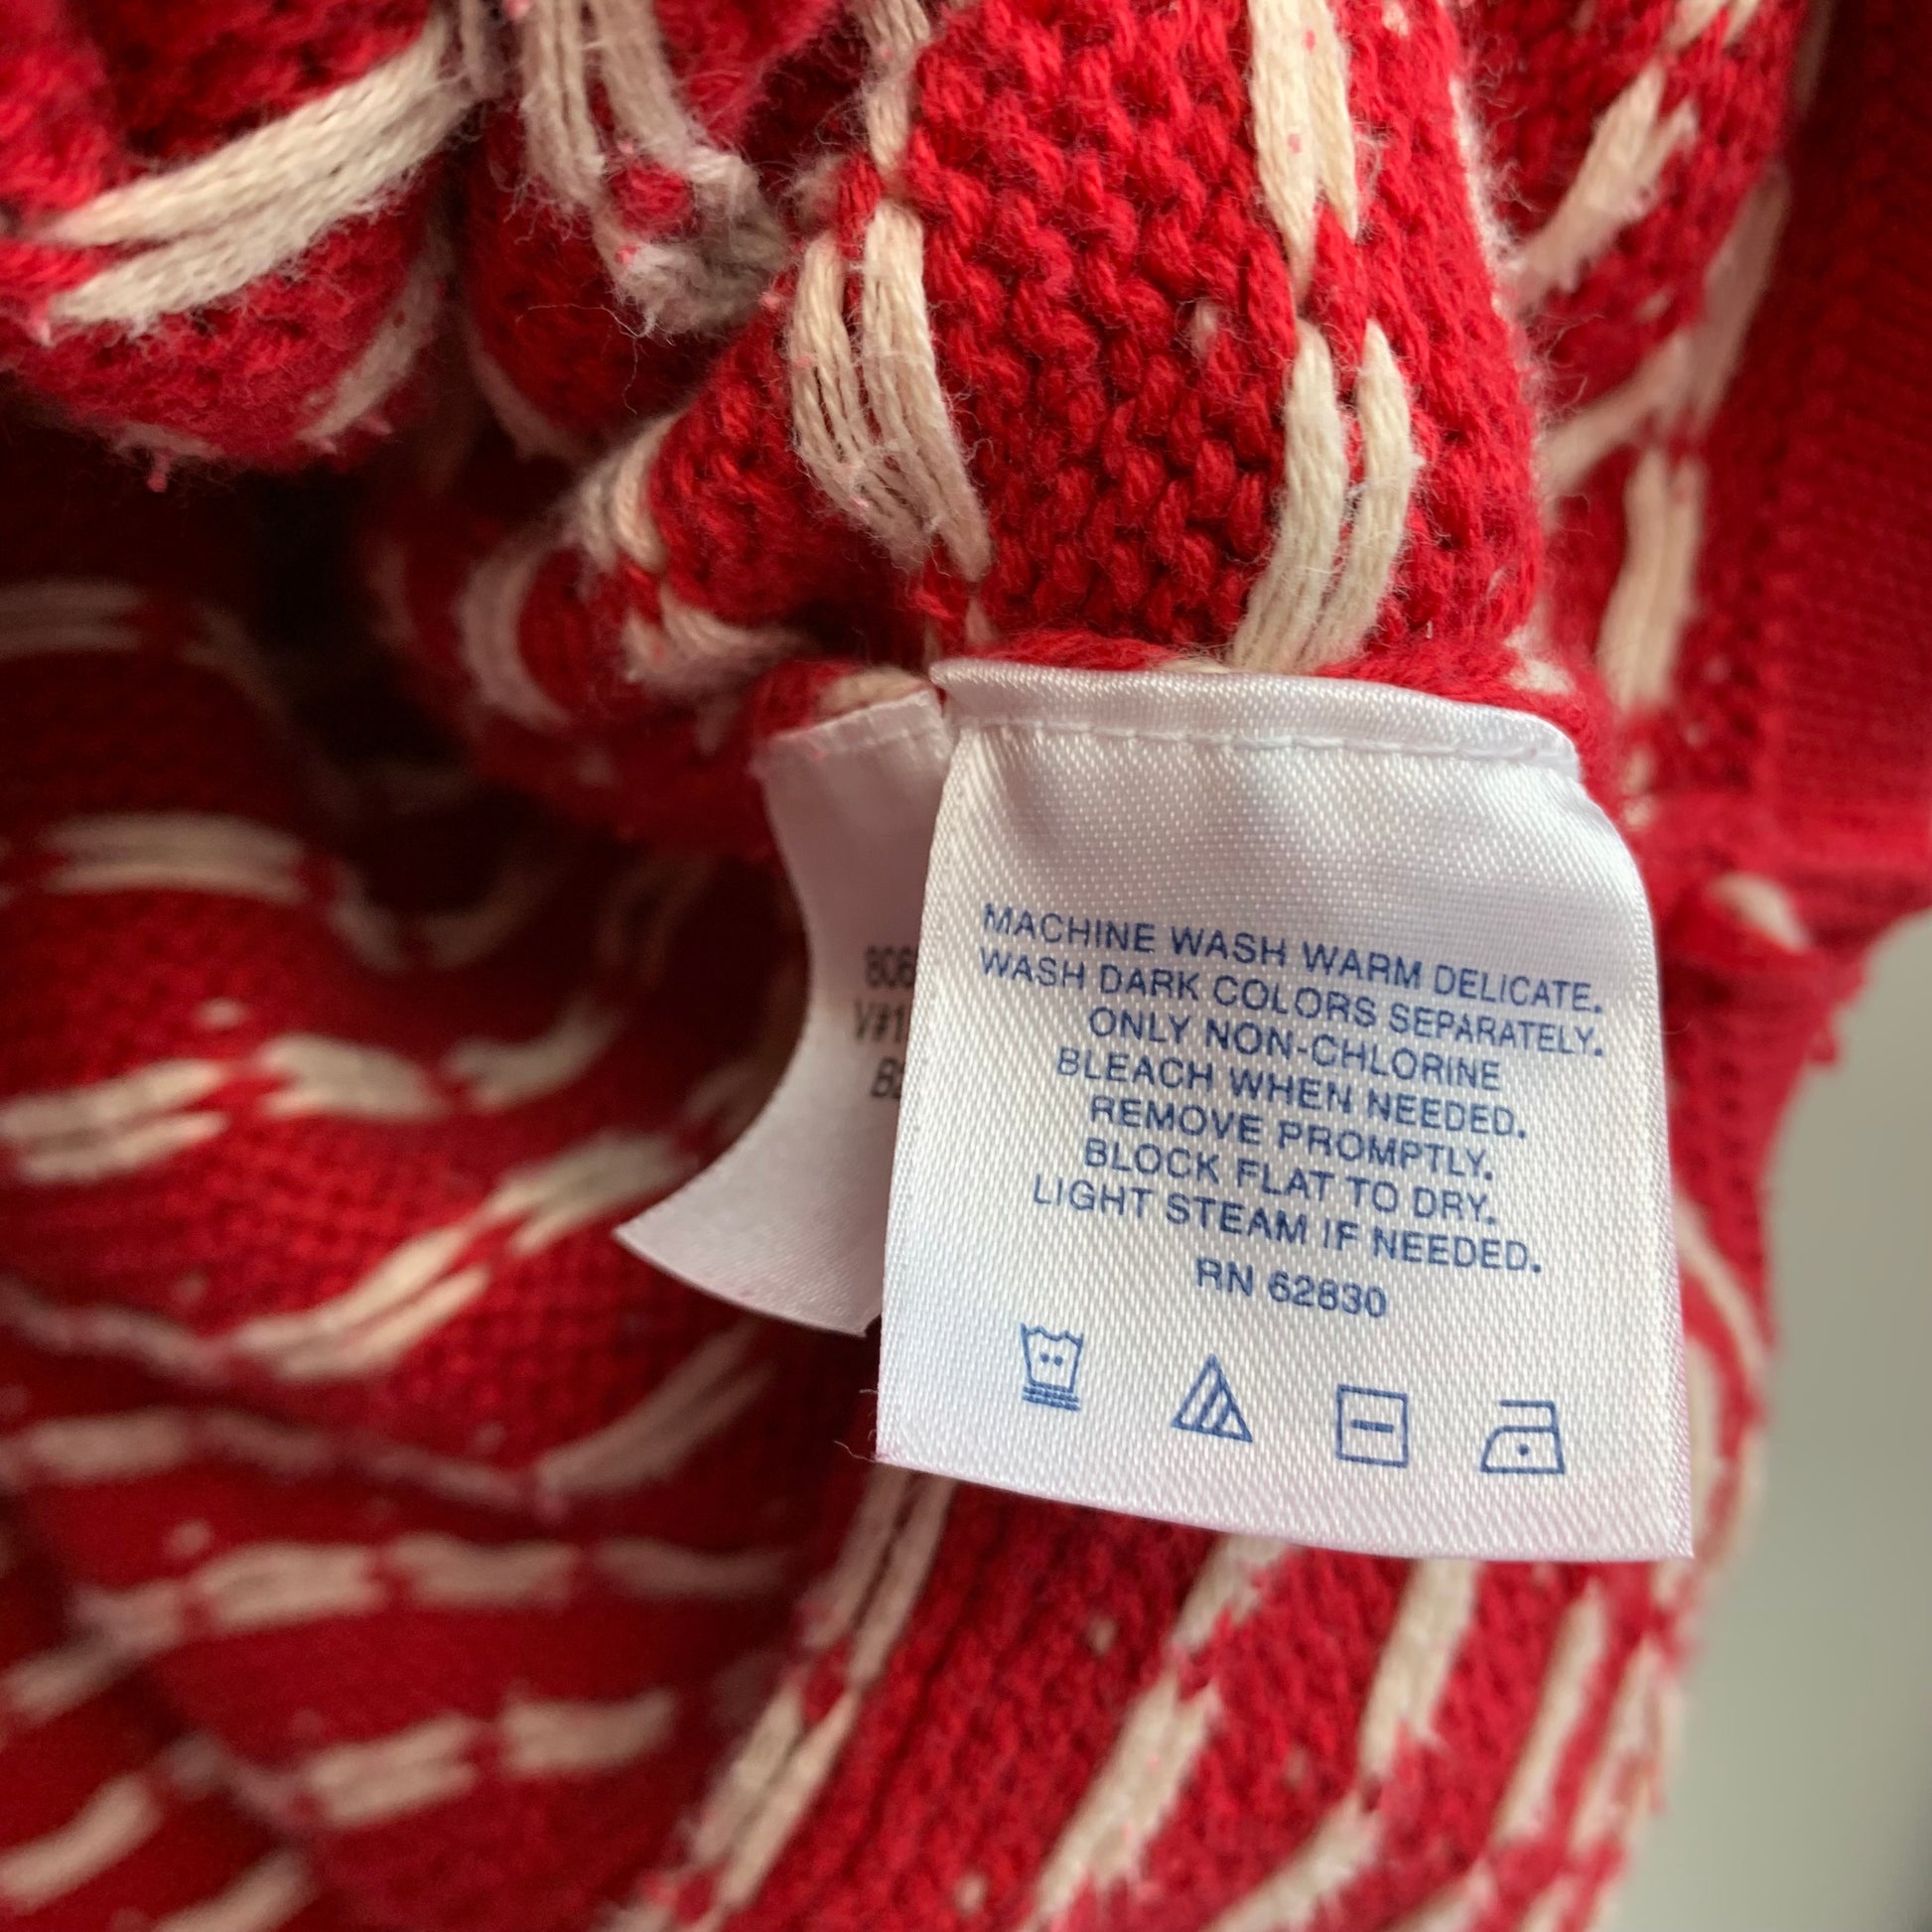 MACHINE WASH WARM DELICATE.
WASH DARK COLORS SEPARATELY.
ONLY NON-CHLORINE
BLEACH WHEN NEEDED.
REMOVE PROMPTLY.
BLOCK FLAT TO DRY.
LIGHT STEAM IF NEEDED.
RN 62830